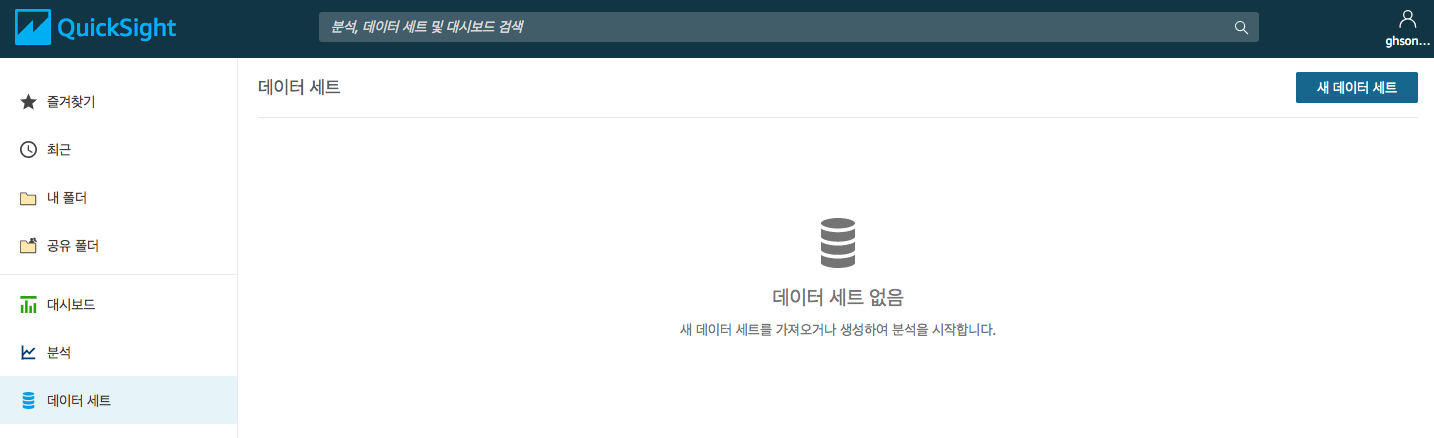 QuickSight
분석, 데이터 세트 및 대시보드 검색
ghson...
즐겨찾기
최근
내 폴더
공유 폴더
대시보드
분석
데이터 세트
데이터 세트
새 데이터 세트
데이터 세트 없음
새 데이터 세트를 가져오거나 생성하여 분석을 시작합니다.